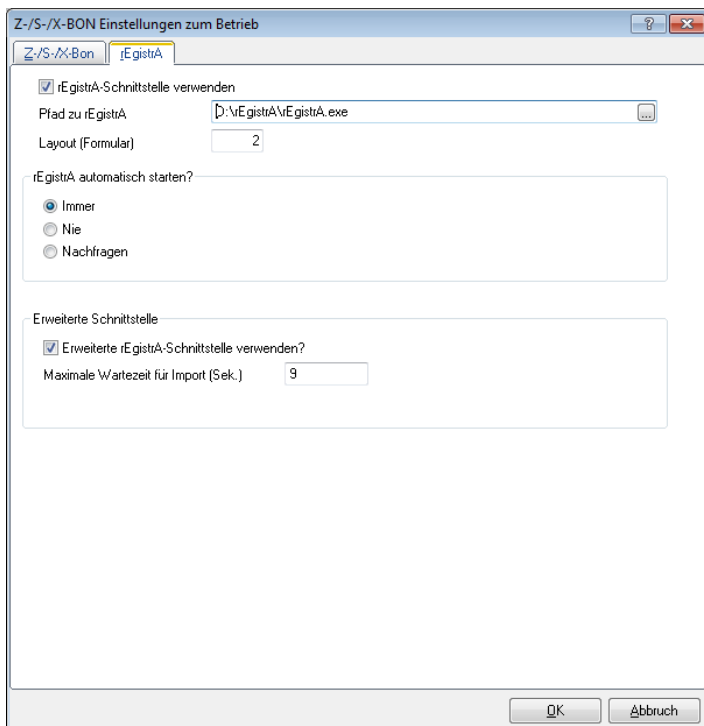 Z-/S-/X-BON Einstellungen zum Betrieb
Z-/S-/X-Bon rEgistrA
rEgistrA-Schnittstelle verwenden
Pfad zu rEgistrA D:\rEgistrA\rEgistrA.exe ...
Layout (Formular) 2
rEgistrA automatisch starten?
Immer
Nie
Nachfragen
Erweiterte Schnittstelle
Erweiterte rEgistrA-Schnittstelle verwenden?
Maximale Wartezeit für Import (Sek.) 9
OK Abbruch